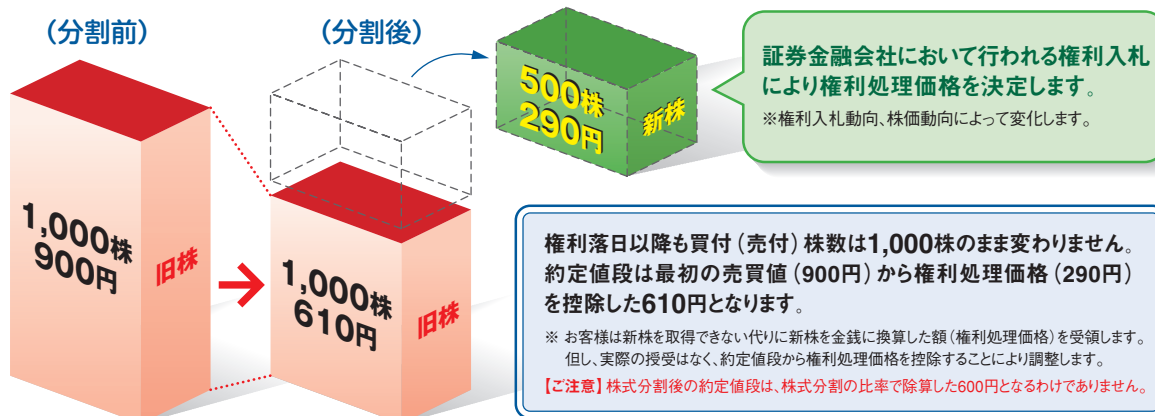 (分割前)
(分割後)
1,000株
900円
旧株
1,000株
610円
旧株
500株
290円
新株
証券金融会社において行われる権利入札
により権利処理価格を決定します。
※権利入札動向、株価動向によって変化します。
権利落日以降も買付(売付)株数は1,000株のまま変わりません。
約定値段は最初の売買値(900円)から権利処理価格(290円)
を控除した610円となります。
※ お客様は新株を取得できない代りに新株を金銭に換算した額(権利処理価格)を受領します。
但し、実際の授受はなく、約定値段から権利処理価格を控除することにより調整します。
【ご注意】株式分割後の約定値段は、株式分割の比率で除算した600円となるわけでありません。